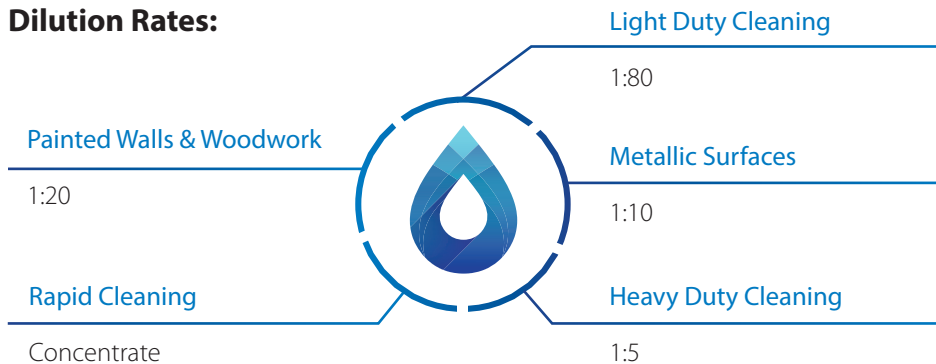 Dilution Rates:
Light Duty Cleaning
1:80
Painted Walls & Woodwork
1:20
Metallic Surfaces
1:10
Rapid Cleaning
Concentrate
Heavy Duty Cleaning
1:5